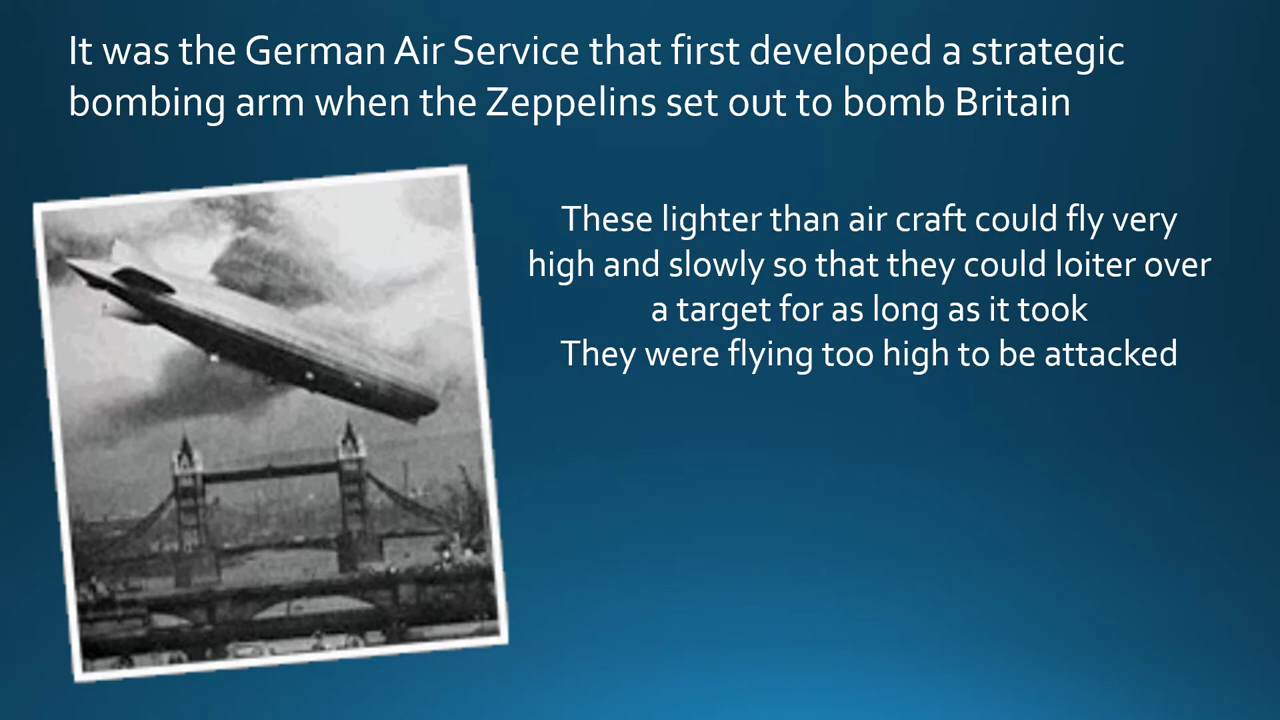 It was the German Air Service that first developed a strategic
bombing arm when the Zeppelins set out to bomb Britain
These lighter than air craft could fly very
high and slowly so that they could loiter over
a target for as long as it took
They were flying too high to be attacked